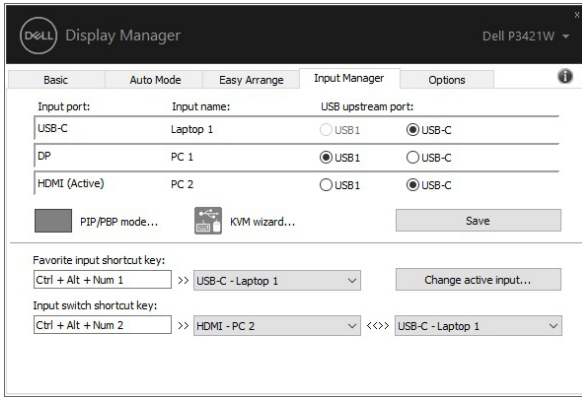 DELL Display Manager
x
Dell P3421W
Basic Auto Mode Easy Arrange Input Manager Options i
Input port: Input name: USB upstream port:
USB-C Laptop 1 USB1 USB-C
DP PC 1 USB1 USB-C
HDMI (Active) PC 2 USB1 USB-C
PIP/PBP mode... KVM wizard... Save
Favorite input shortcut key:
Ctrl + Alt + Num 1 >> USB-C - Laptop 1 Change active input...
Input switch shortcut key:
Ctrl + Alt + Num 2 >> HDMI - PC 2 <<>> USB-C - Laptop 1